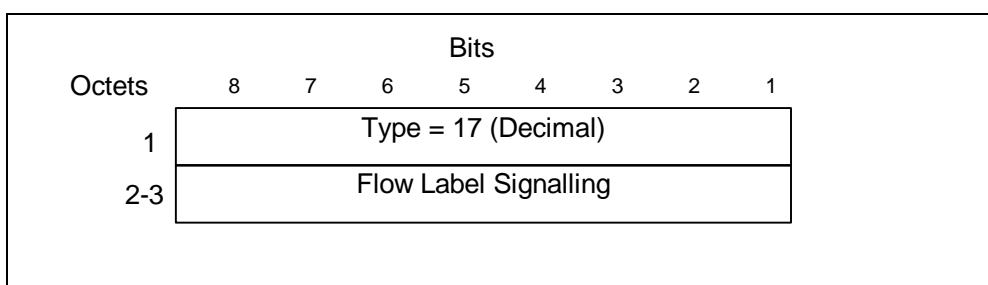 Bits
Octets 8 7 6 5 4 3 2 1
1 Type = 17 (Decimal)
2-3 Flow Label Signalling